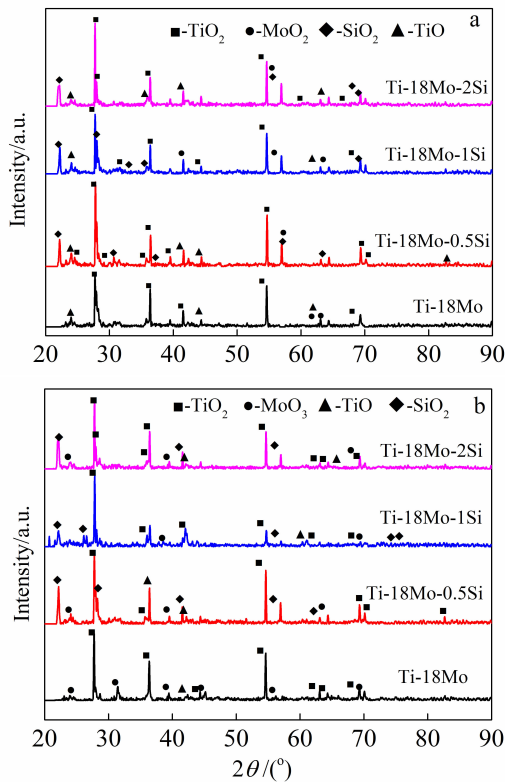 a
■-TiO₂ ●-MoO₂ ◆-SiO₂ ▲-TiO
Ti-18Mo-2Si
Ti-18Mo-1Si
Ti-18Mo-0.5Si
Ti-18Mo
Intensity/a.u.
20 30 40 50 60 70 80 90
b
■-TiO₂ ●-MoO₃ ▲-TiO ◆-SiO₂
Ti-18Mo-2Si
Ti-18Mo-1Si
Ti-18Mo-0.5Si
Ti-18Mo
Intensity/a.u.
20 30 40 50 60 70 80 90
2θ/(°)